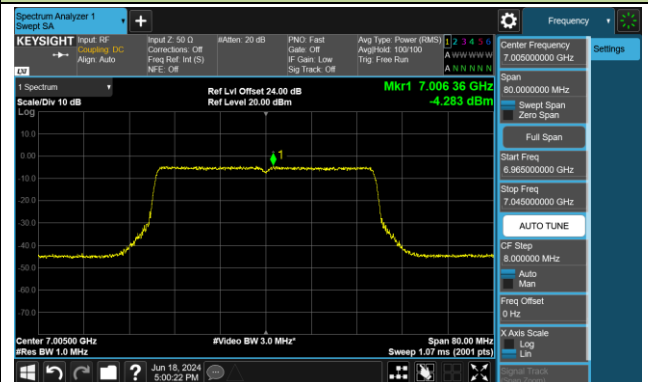 Spectrum Analyzer 1
Swept SA
Frequency
KEYSIGHT
Input: RF
Coupling: DC
Align: Auto
Input Z: 50 Ω
Corrections: Off
Freq Ref: Int (S)
NFE: Off
#Atten: 20 dB
PNO: Fast
Gate: Off
IF Gain: Low
Sig Track: Off
Avg Type: Power (RMS)
Avg|Hold: 100/100
Trig: Free Run
1 2 3 4 5 6
A W W W W W
A N N N N N
LXI
1 Spectrum
Scale/Div 10 dB
Log
Ref Lvl Offset 24.00 dB
Ref Level 20.00 dBm
Mkr1 7.006 36 GHz
-4.283 dBm
1
10.0
0.00
-10.0
-20.0
-30.0
-40.0
-50.0
-60.0
-70.0
Center 7.00500 GHz
#Res BW 1.0 MHz
#Video BW 3.0 MHz*
Span 80.00 MHz
Sweep 1.07 ms (2001 pts)
Jun 18, 2024
5:00:22 PM
Center Frequency
7.005000000 GHz
Settings
Span
80.0000000 MHz
Swept Span
Zero Span
Full Span
Start Freq
6.965000000 GHz
Stop Freq
7.045000000 GHz
AUTO TUNE
CF Step
8.000000 MHz
Auto
Man
Freq Offset
0 Hz
X Axis Scale
Log
Lin
Signal Track